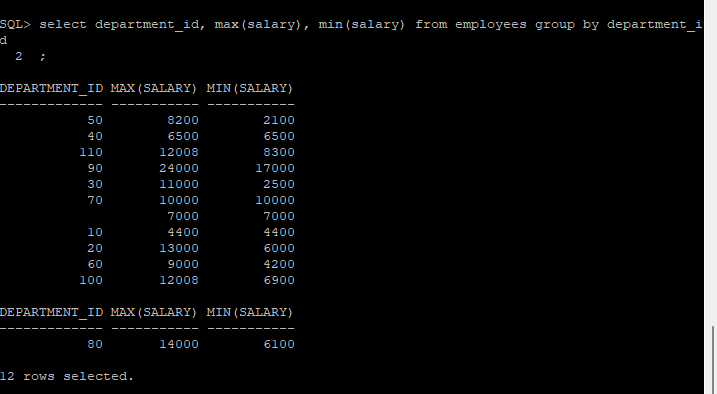 SQL> select department_id, max(salary), min(salary) from employees group by department_i
d
  2  ;

DEPARTMENT_ID MAX(SALARY) MIN(SALARY)
------------- ----------- -----------
           50        8200        2100
           40        6500        6500
          110       12008        8300
           90       24000       17000
           30       11000        2500
           70       10000       10000
                     7000        7000
           10        4400        4400
           20       13000        6000
           60        9000        4200
          100       12008        6900

DEPARTMENT_ID MAX(SALARY) MIN(SALARY)
------------- ----------- -----------
           80       14000        6100

12 rows selected.